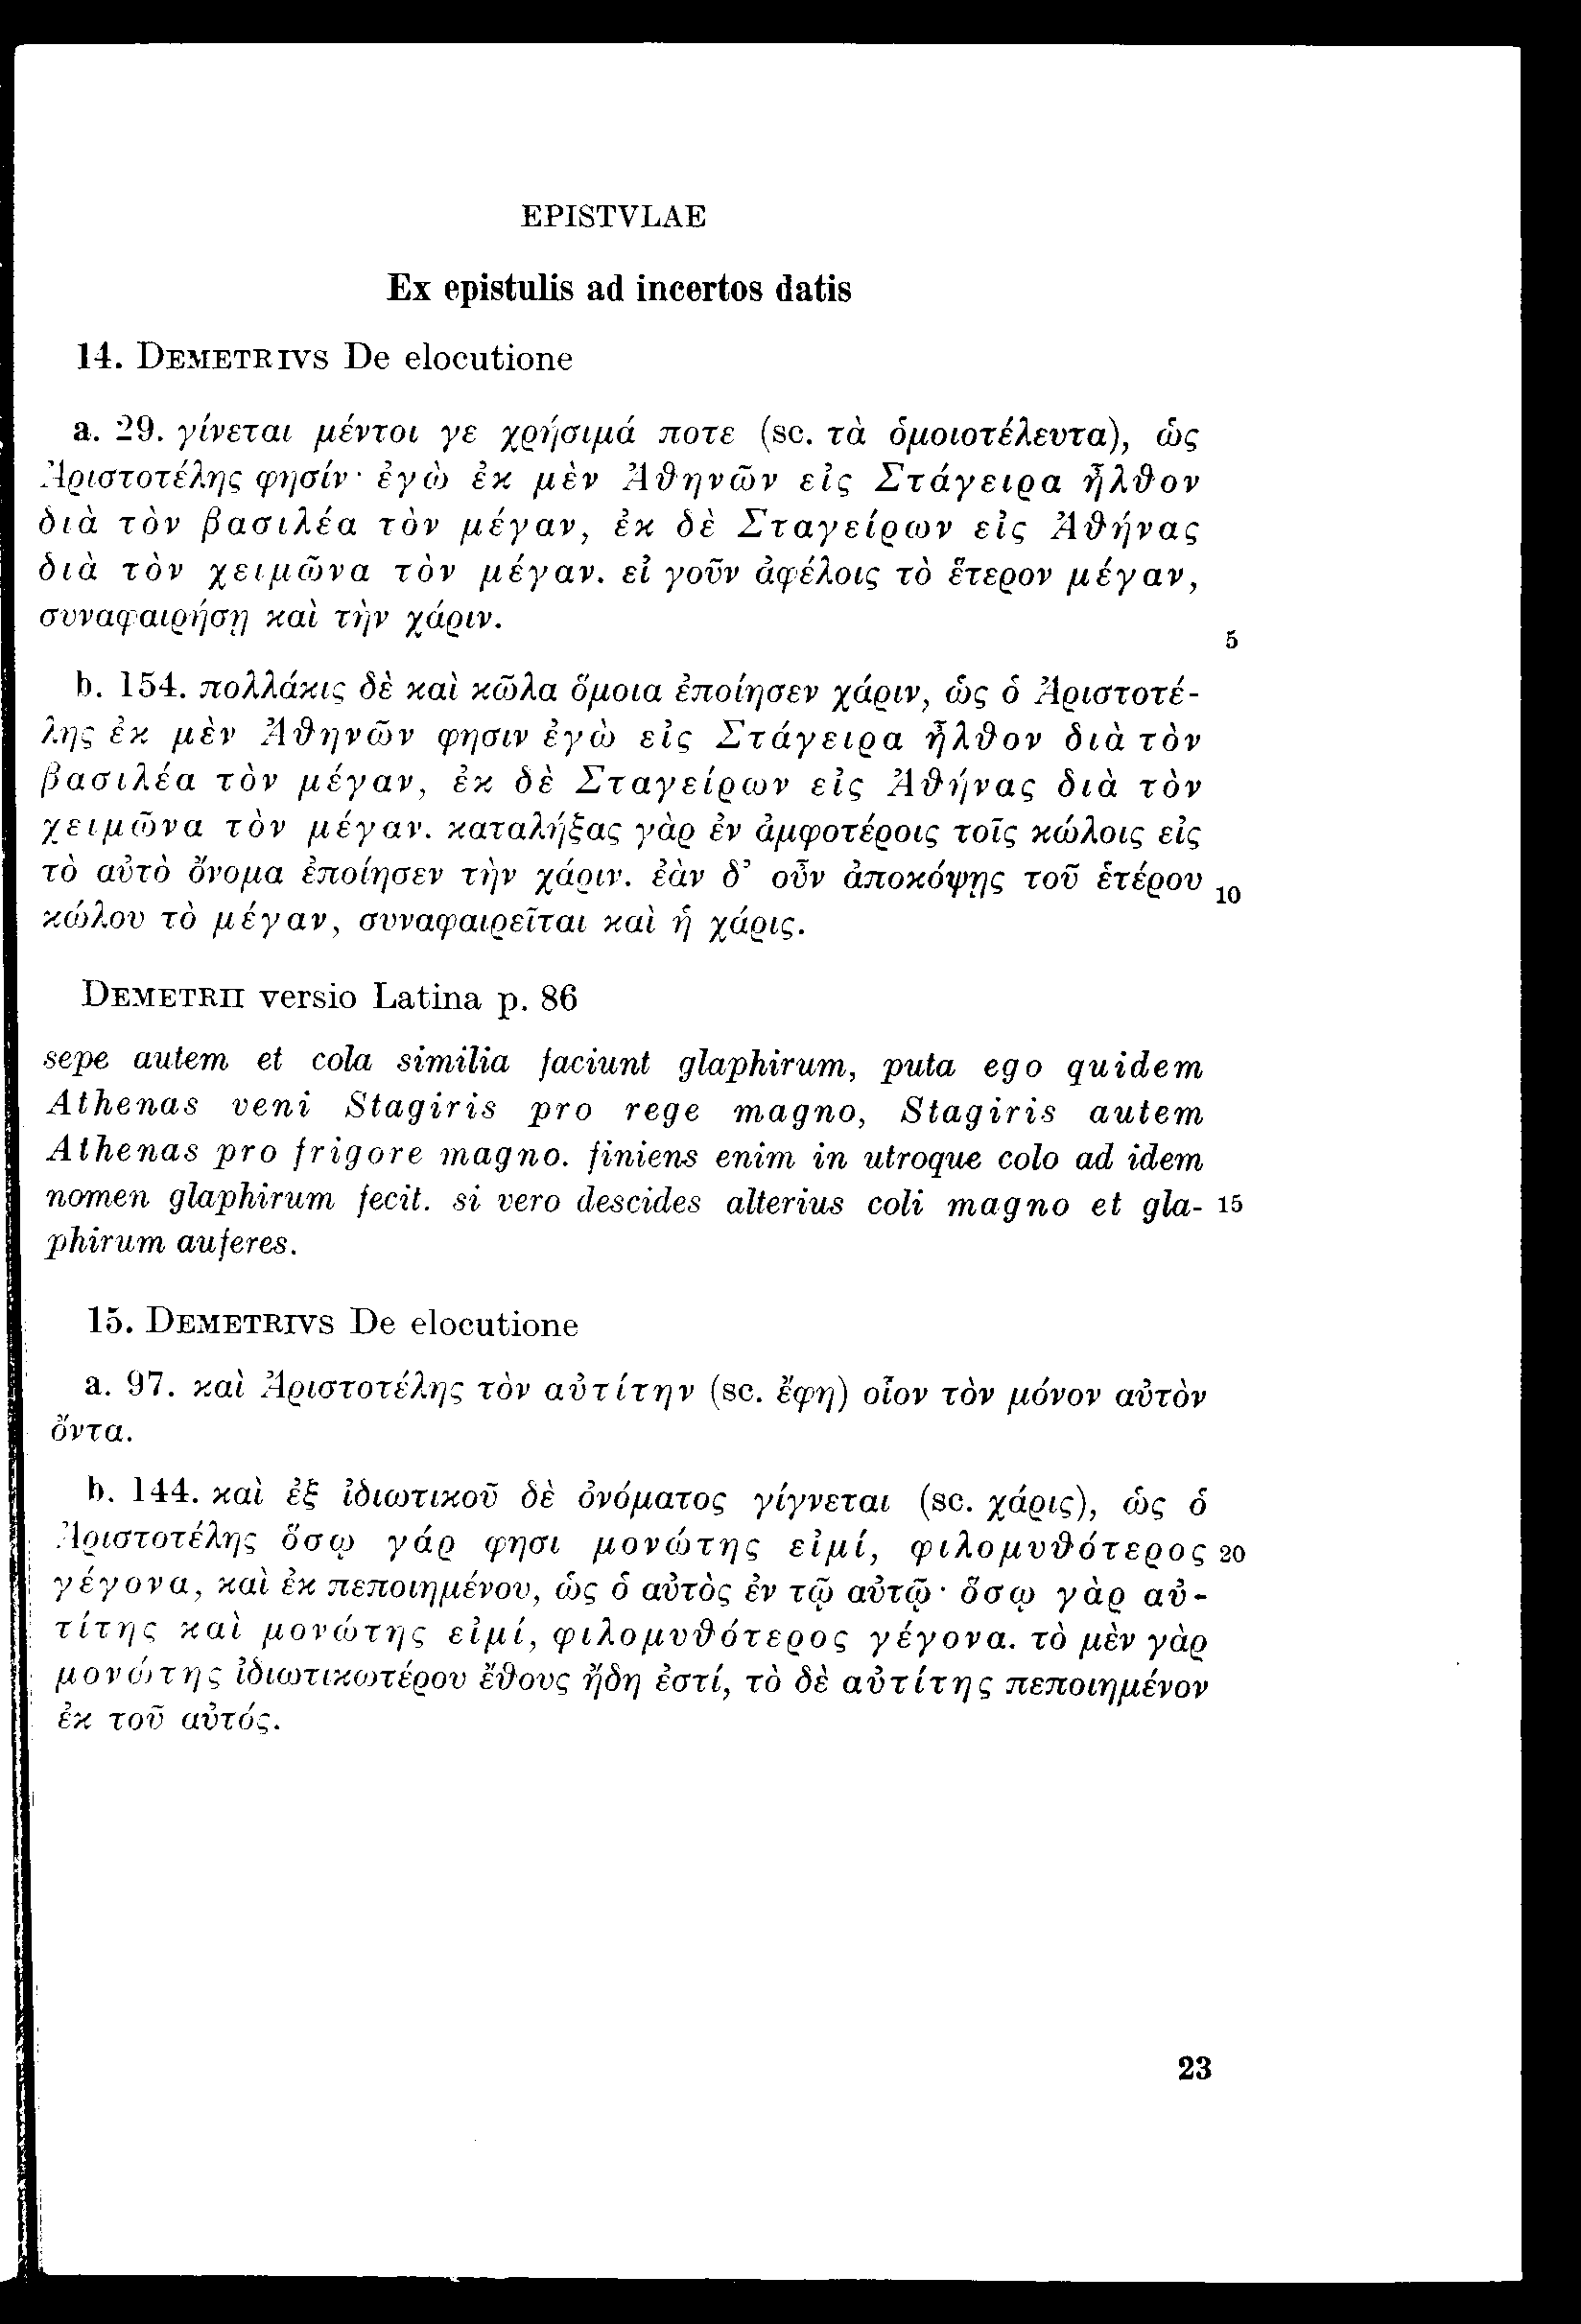 EPISTVLAE
Ex epistulis ad incertos datis
14. DEMETRIVS De elocutione
a. 29. γίνεται μέντοι γε χρήσιμά ποτε (sc. τὰ ὁμοιοτέλευτα), ὡς
Ἀριστοτέλης φησίν· ἐγὼ ἐκ μὲν Ἀθηνῶν εἰς Στάγειρα ἦλθον
διὰ τὸν βασιλέα τὸν μέγαν, ἐκ δὲ Σταγείρων εἰς Ἀθήνας
διὰ τὸν χειμῶνα τὸν μέγαν. εἰ γοῦν ἀφέλοις τὸ ἕτερον μέγαν,
συναφαιρήσῃ καὶ τὴν χάριν. 5
b. 154. πολλάκις δὲ καὶ κῶλα ὅμοια ἐποίησεν χάριν, ὡς ὁ Ἀριστοτέ-
λης ἐκ μὲν Ἀθηνῶν φησιν ἐγὼ εἰς Στάγειρα ἦλθον διὰ τὸν
βασιλέα τὸν μέγαν, ἐκ δὲ Σταγείρων εἰς Ἀθήνας διὰ τὸν
χειμῶνα τὸν μέγαν. καταλήξας γὰρ ἐν ἀμφοτέροις τοῖς κώλοις εἰς
τὸ αὐτὸ ὄνομα ἐποίησεν τὴν χάριν. ἐὰν δ’ οὖν ἀποκόψῃς τοῦ ἑτέρου 10
κώλου τὸ μέγαν, συναφαιρεῖται καὶ ἡ χάρις.
DEMETRII versio Latina p. 86
sepe autem et cola similia faciunt glaphirum, puta ego quidem
Athenas veni Stagiris pro rege magno, Stagiris autem
Athenas pro frigore magno. finiens enim in utroque colo ad idem
nomen glaphirum fecit. si vero descides alterius coli magno et gla- 15
phirum auferes.
15. DEMETRIVS De elocutione
a. 97. καὶ Ἀριστοτέλης τὸν αὐτίτην (sc. ἔφη) οἷον τὸν μόνον αὐτὸν
ὄντα.
b. 144. καὶ ἐξ ἰδιωτικοῦ δὲ ὀνόματος γίγνεται (sc. χάρις), ὡς ὁ
Ἀριστοτέλης ὅσῳ γάρ φησι μονώτης εἰμί, φιλομυθότερος 20
γέγονα, καὶ ἐκ πεποιημένου, ὡς ὁ αὐτὸς ἐν τῷ αὐτῷ· ὅσῳ γὰρ αὐ-
τίτης καὶ μονώτης εἰμί, φιλομυθότερος γέγονα. τὸ μὲν γὰρ
μονώτης ἰδιωτικωτέρου ἔθους ἤδη ἐστί, τὸ δὲ αὐτίτης πεποιημένον
ἐκ τοῦ αὐτός.
23